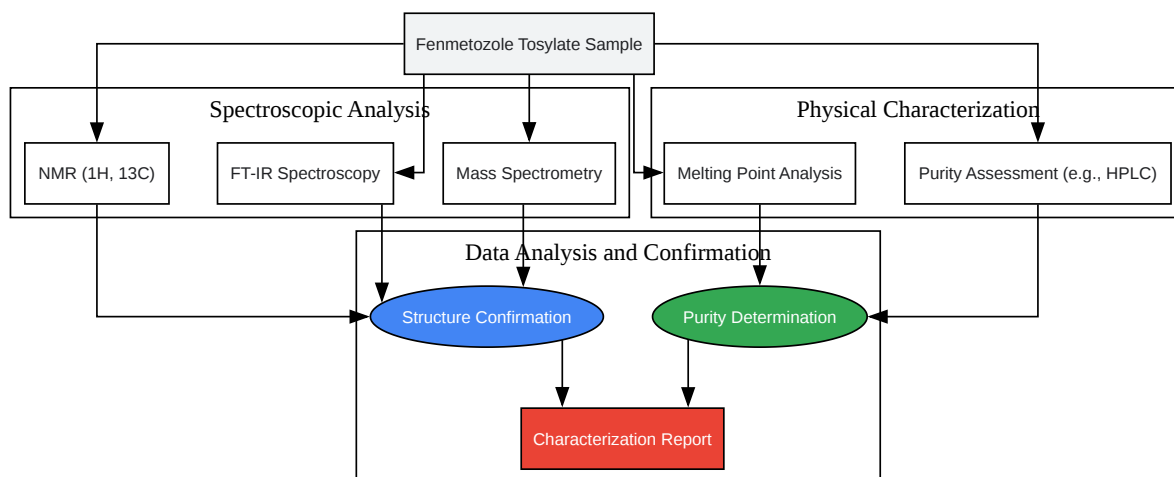 Fenmetozole Tosylate Sample
Spectroscopic Analysis
Physical Characterization
NMR (1H, 13C)
FT-IR Spectroscopy
Mass Spectrometry
Melting Point Analysis
Purity Assessment (e.g., HPLC)
Data Analysis and Confirmation
Structure Confirmation
Purity Determination
Characterization Report